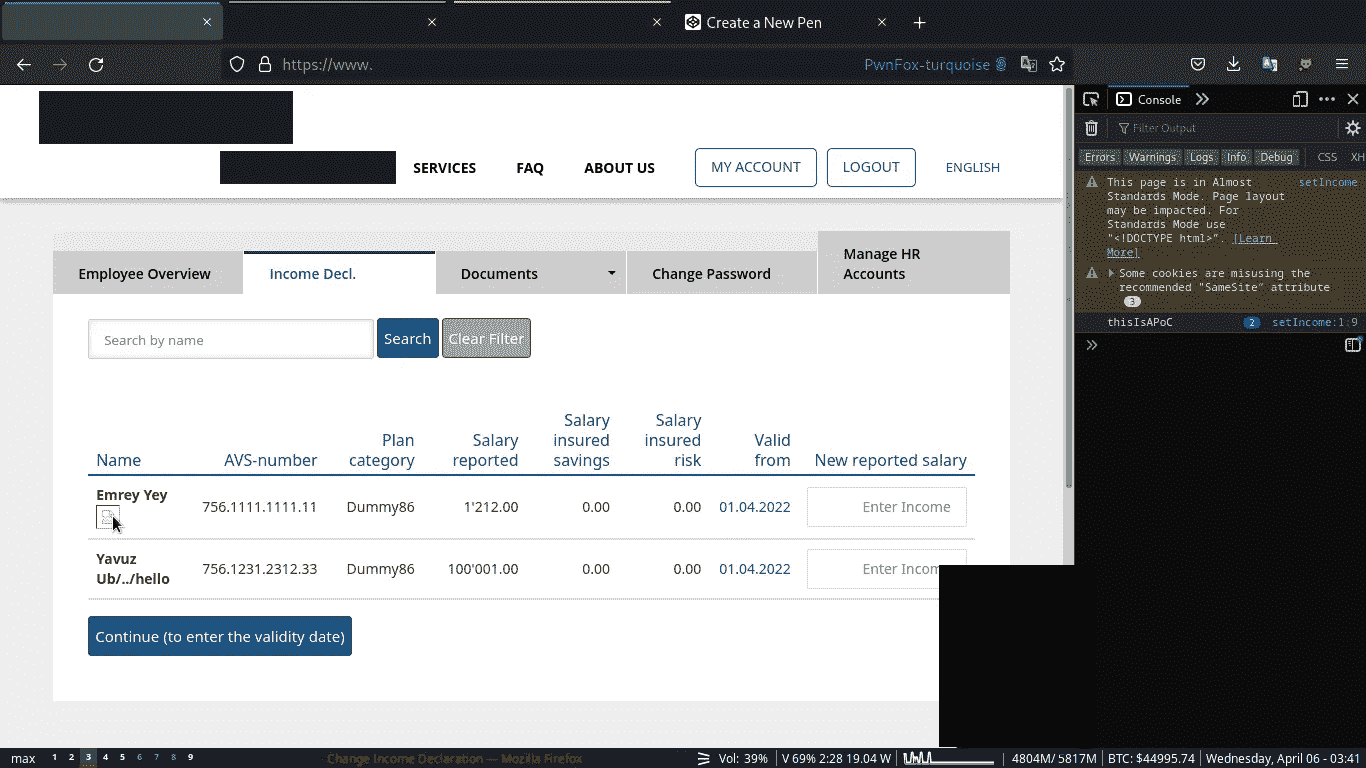 Create a New Pen
https://www.
PwnFox-turquoise
SERVICES FAQ ABOUT US MY ACCOUNT LOGOUT ENGLISH
Employee Overview Income Decl. Documents Change Password Manage HR
Accounts
Search by name Search Clear Filter
Name AVS-number Plan
category Salary
reported Salary
insured
savings Salary
insured
risk Valid
from New reported salary
Emrey Yey 756.1111.1111.11 Dummy86 1'212.00 0.00 0.00 01.04.2022 Enter Income
Yavuz
Ub/../hello 756.1231.2312.33 Dummy86 100'001.00 0.00 0.00 01.04.2022 Enter Incom
Continue (to enter the validity date)
Console
Filter Output
Errors Warnings Logs Info Debug CSS XH
This page is in Almost setIncome
Standards Mode. Page layout
may be impacted. For
Standards Mode use
"<!DOCTYPE html>". [Learn
More]
Some cookies are misusing the
recommended "SameSite" attribute
3
thisIsAPoC 2 setIncome:1:9
max 1 2 3 4 5 6 7 8 9 Change Income Declaration — Mozilla Firefox Vol: 39% V 69% 2:28 19.04 W 4804M/ 5817M BTC: $44995.74 Wednesday, April 06 - 03:41